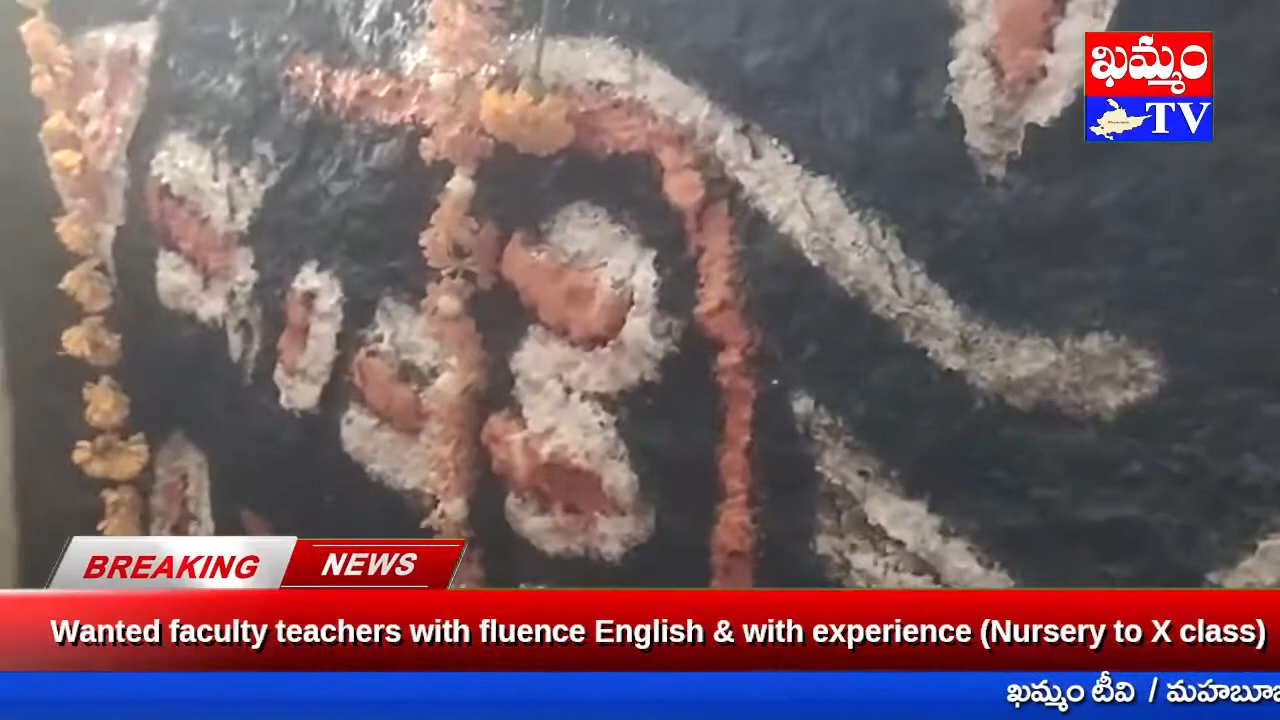 ఖమ్మం
TV
BREAKING NEWS
Wanted faculty teachers with fluence English & with experience (Nursery to X class)
ఖమ్మం టీవి / మహబూబ